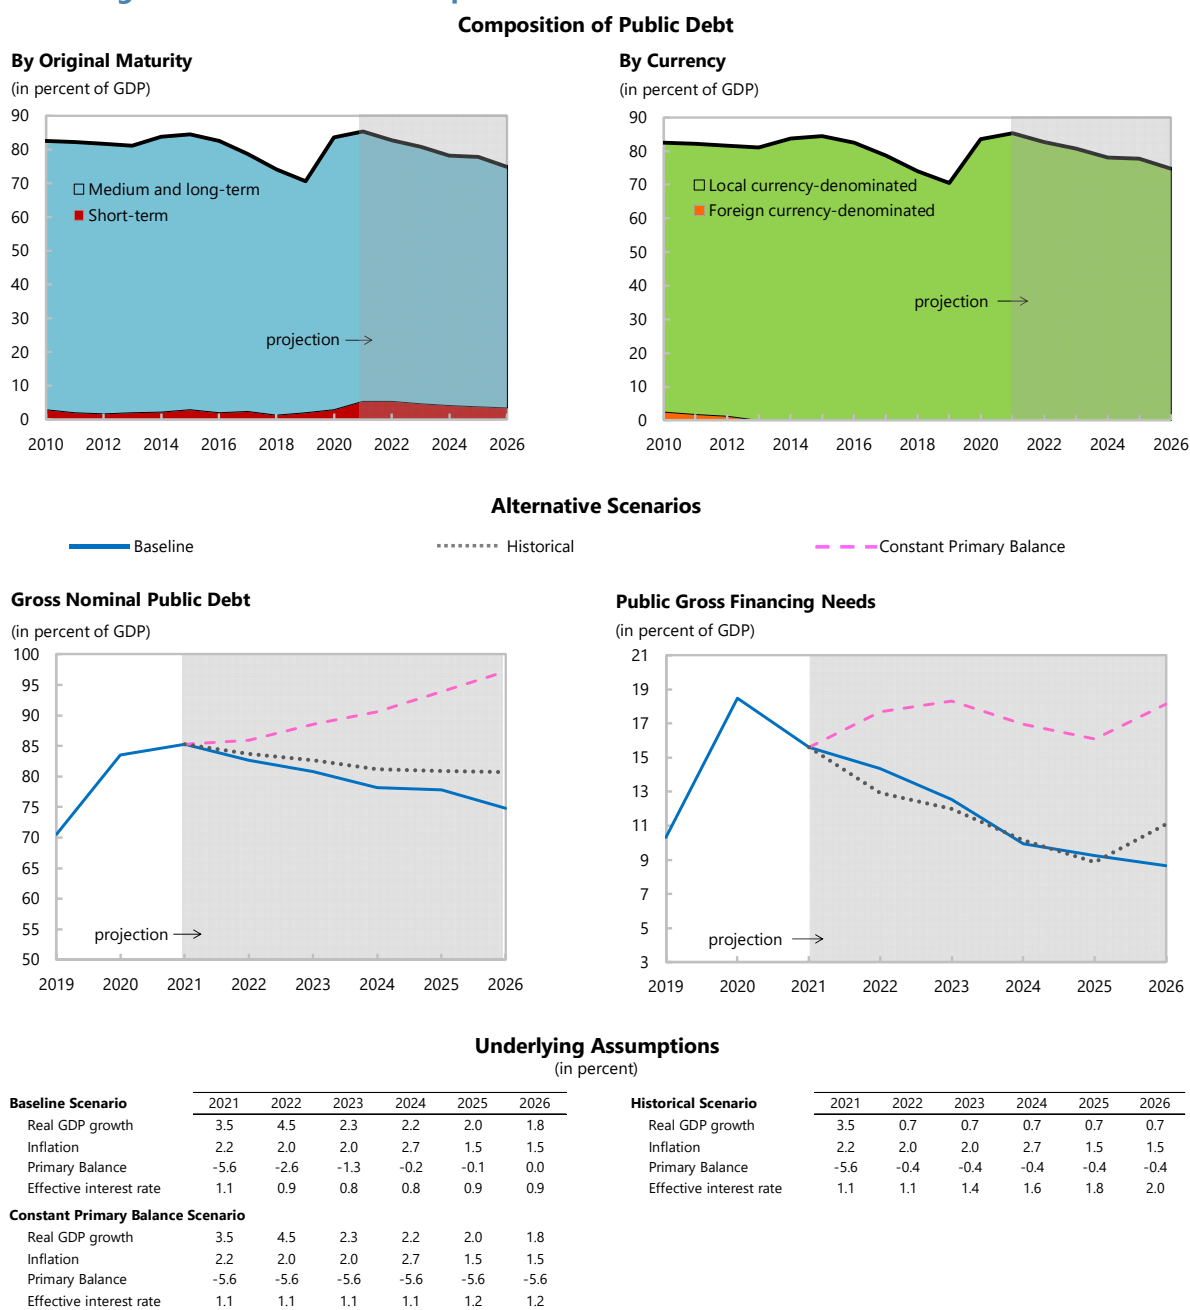 Composition of Public Debt
By Original Maturity
(in percent of GDP)
90
80
70
60
50
40
30
20
10
0
Medium and long-term
Short-term
projection
2010 2012 2014 2016 2018 2020 2022 2024 2026
By Currency
(in percent of GDP)
90
80
70
60
50
40
30
20
10
0
Local currency-denominated
Foreign currency-denominated
projection
2010 2012 2014 2016 2018 2020 2022 2024 2026
Alternative Scenarios
Baseline Historical Constant Primary Balance
Gross Nominal Public Debt
(in percent of GDP)
100
95
90
85
80
75
70
65
60
55
50
projection
2019 2020 2021 2022 2023 2024 2025 2026
Public Gross Financing Needs
(in percent of GDP)
21
19
17
15
13
11
9
7
5
3
projection
2019 2020 2021 2022 2023 2024 2025 2026
Underlying Assumptions
(in percent)
Baseline Scenario 2021 2022 2023 2024 2025 2026
Real GDP growth 3.5 4.5 2.3 2.2 2.0 1.8
Inflation 2.2 2.0 2.0 2.7 1.5 1.5
Primary Balance -5.6 -2.6 -1.3 -0.2 -0.1 0.0
Effective interest rate 1.1 0.9 0.8 0.8 0.9 0.9
Constant Primary Balance Scenario
Real GDP growth 3.5 4.5 2.3 2.2 2.0 1.8
Inflation 2.2 2.0 2.0 2.7 1.5 1.5
Primary Balance -5.6 -5.6 -5.6 -5.6 -5.6 -5.6
Effective interest rate 1.1 1.1 1.1 1.1 1.2 1.2
Historical Scenario 2021 2022 2023 2024 2025 2026
Real GDP growth 3.5 0.7 0.7 0.7 0.7 0.7
Inflation 2.2 2.0 2.0 2.7 1.5 1.5
Primary Balance -5.6 -0.4 -0.4 -0.4 -0.4 -0.4
Effective interest rate 1.1 1.1 1.4 1.6 1.8 2.0